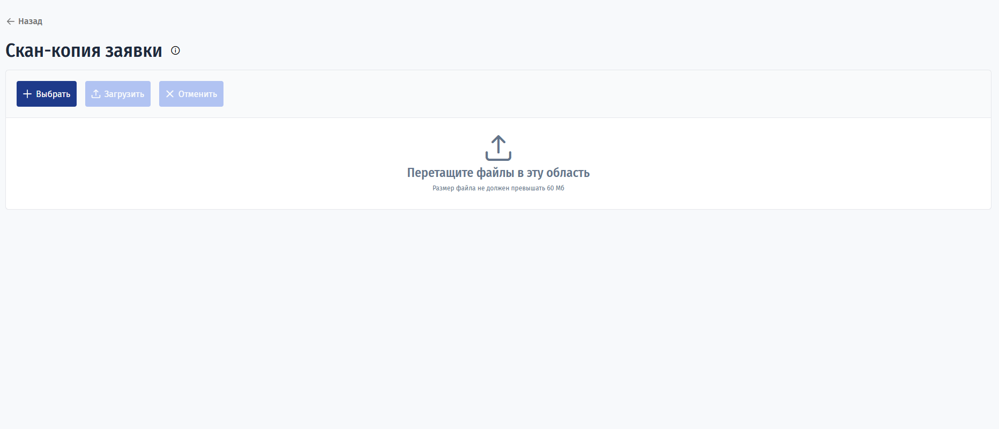 Назад
Скан-копия заявки
Выбрать Загрузить Отменить
Перетащите файлы в эту область
Размер файла не должен превышать 60 Мб